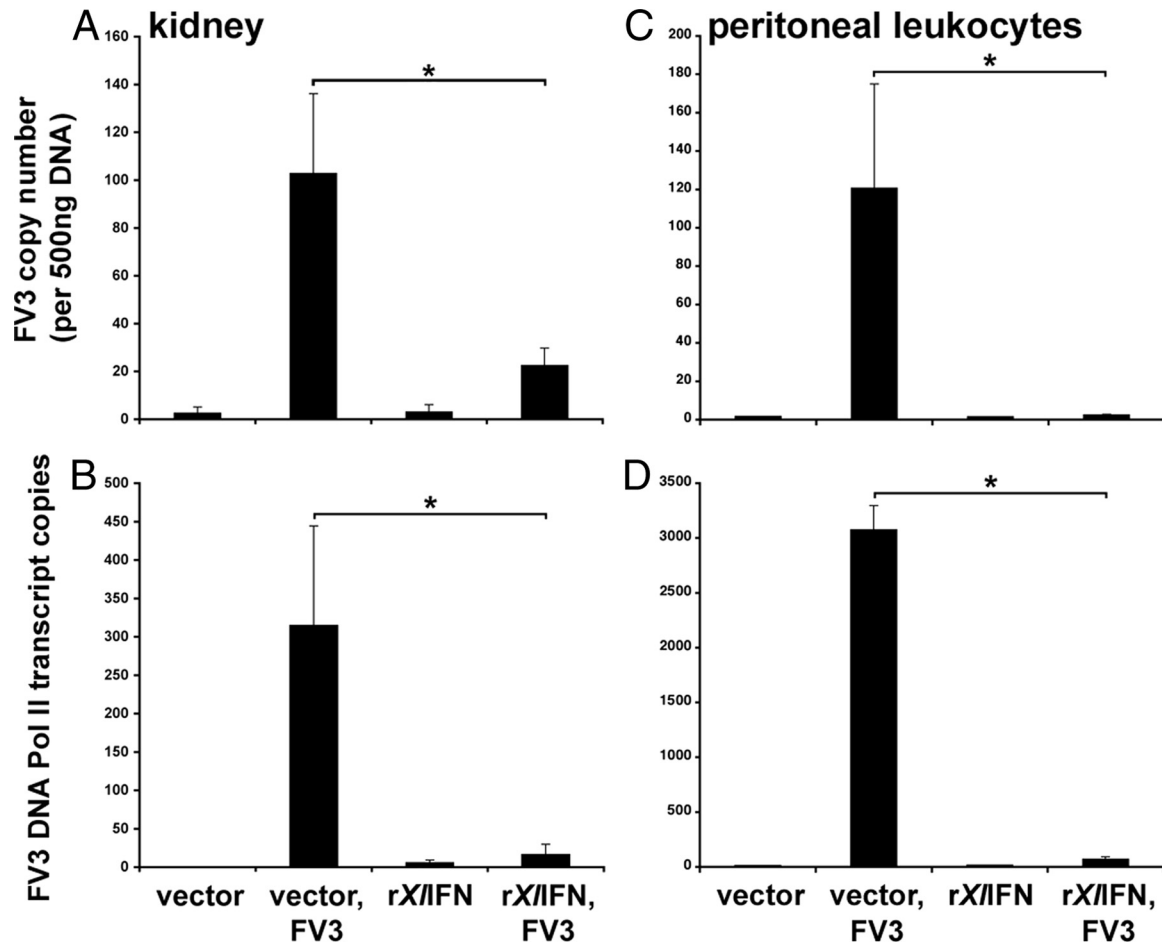 A kidney
FV3 copy number
(per 500ng DNA)
160
140
120
100
80
60
40
20
0
*
C peritoneal leukocytes
200
180
160
140
120
100
80
60
40
20
0
*
B
FV3 DNA Pol II transcript copies
500
450
400
350
300
250
200
150
100
50
0
*
vector
vector,
FV3
rXlIFN
rXlIFN,
FV3
D
3500
3000
2500
2000
1500
1000
500
0
*
vector
vector,
FV3
rXlIFN
rXlIFN,
FV3